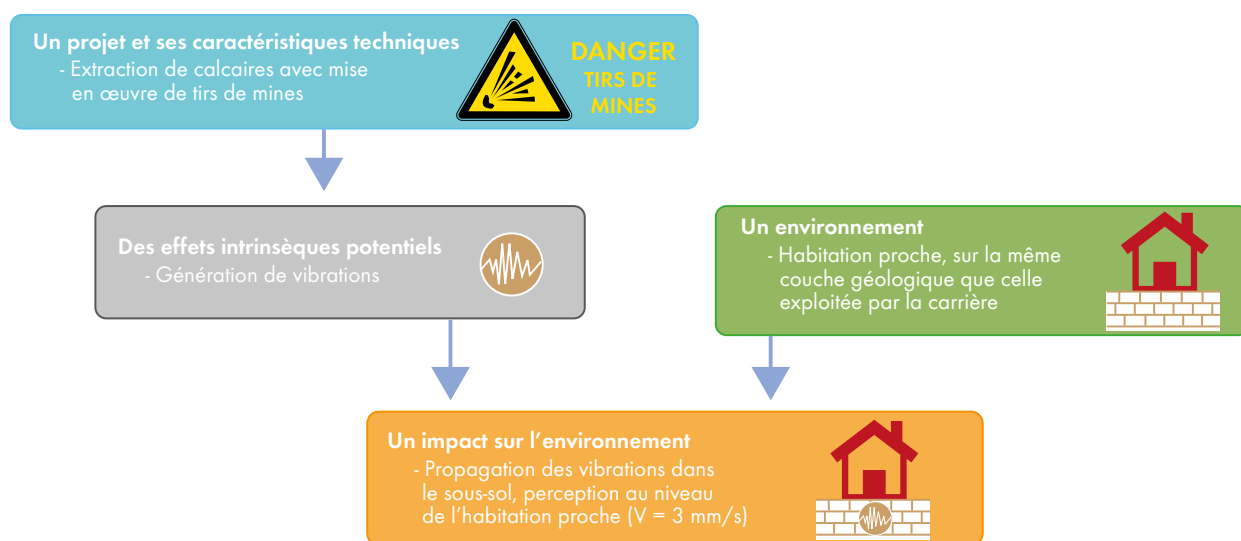 Un projet et ses caractéristiques techniques
- Extraction de calcaires avec mise
en œuvre de tirs de mines
DANGER
TIRS DE
MINES
Des effets intrinsèques potentiels
- Génération de vibrations
Un environnement
- Habitation proche, sur la même
couche géologique que celle
exploitée par la carrière
Un impact sur l’environnement
- Propagation des vibrations dans
le sous-sol, perception au niveau
de l’habitation proche (V = 3 mm/s)